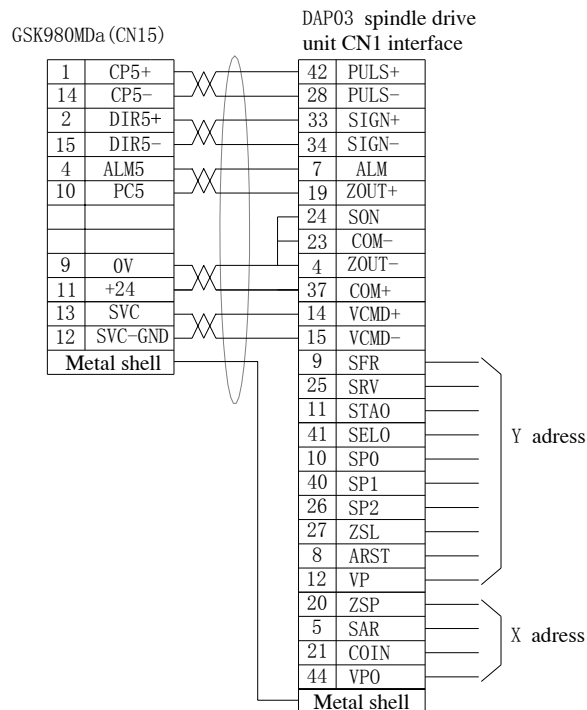 GSK980MDa(CN15)
DAP03 spindle drive
unit CN1 interface
1 CP5+ 42 PULS+
14 CP5- 28 PULS-
2 DIR5+ 33 SIGN+
15 DIR5- 34 SIGN-
4 ALM5 7 ALM
10 PC5 19 ZOUT+
24 SON
23 COM-
9 0V 4 ZOUT-
11 +24 37 COM+
13 SVC 14 VCMD+
12 SVC-GND 15 VCMD-
Metal shell 9 SFR
25 SRV
11 STAO
41 SELO
Y adress
10 SP0
40 SP1
26 SP2
27 ZSL
8 ARST
12 VP
20 ZSP
5 SAR
X adress
21 COIN
44 VPO
Metal shell